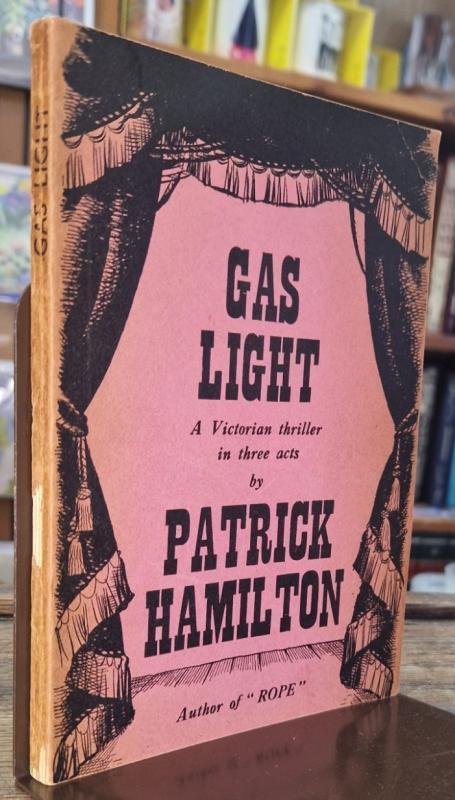 GAS LIGHT
GAS
LIGHT
A Victorian thriller
in three acts
by
PATRICK
HAMILTON
Author of "ROPE"